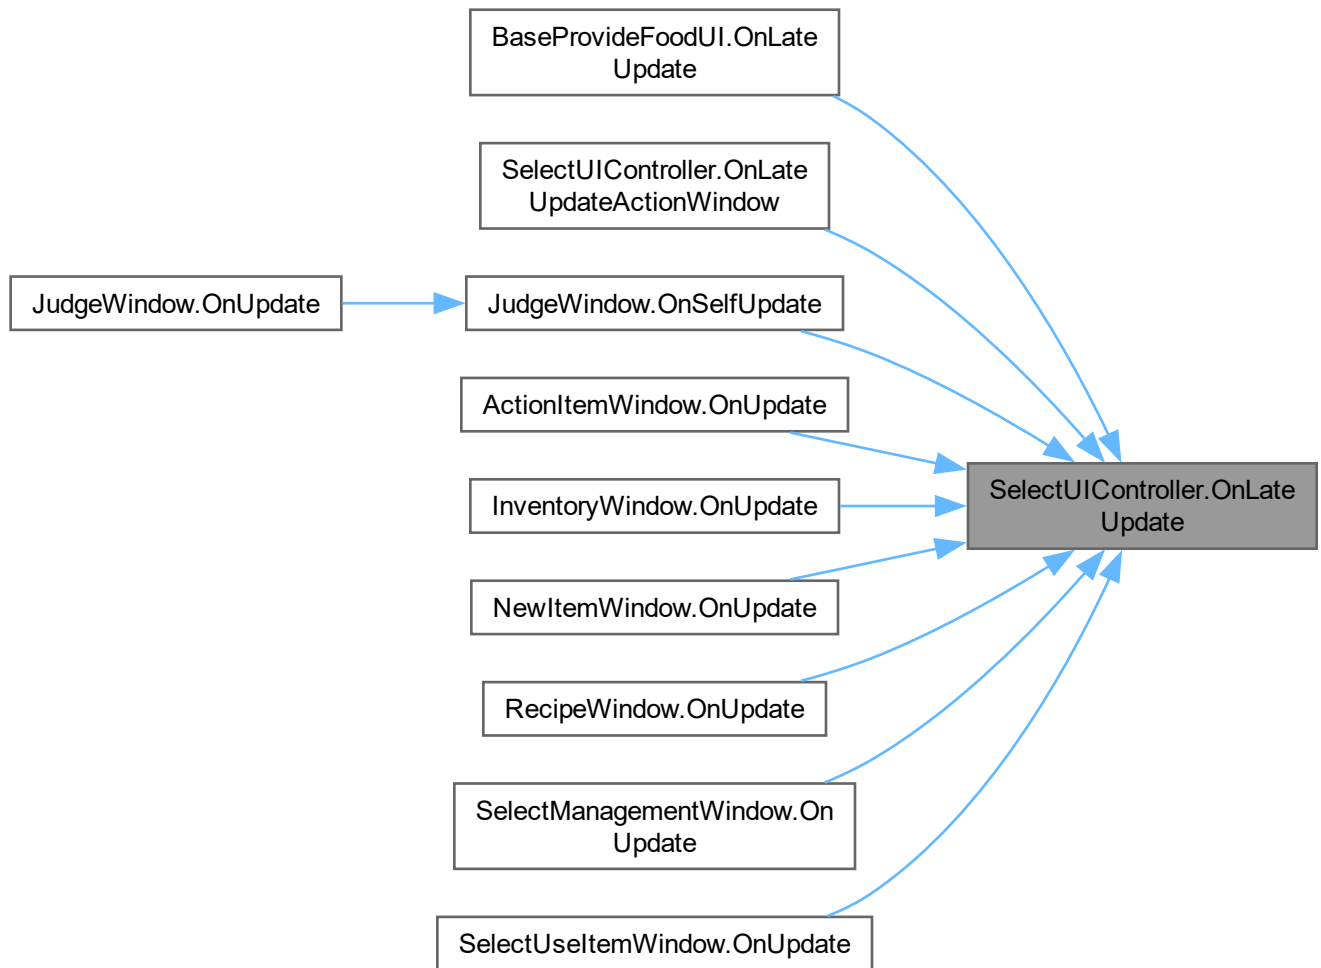 BaseProvideFoodUI.OnLate
Update
SelectUIController.OnLate
UpdateActionWindow
JudgeWindow.OnUpdate
JudgeWindow.OnSelfUpdate
ActionItemWindow.OnUpdate
SelectUIController.OnLate
Update
InventoryWindow.OnUpdate
NewItemWindow.OnUpdate
RecipeWindow.OnUpdate
SelectManagementWindow.On
Update
SelectUseItemWindow.OnUpdate